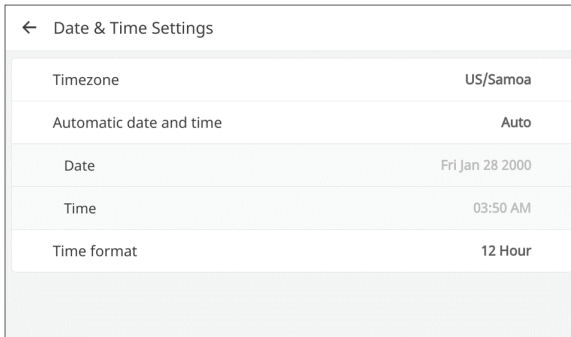 Date & Time Settings
Timezone US/Samoa
Automatic date and time Auto
Date Fri Jan 28 2000
Time 03:50 AM
Time format 12 Hour